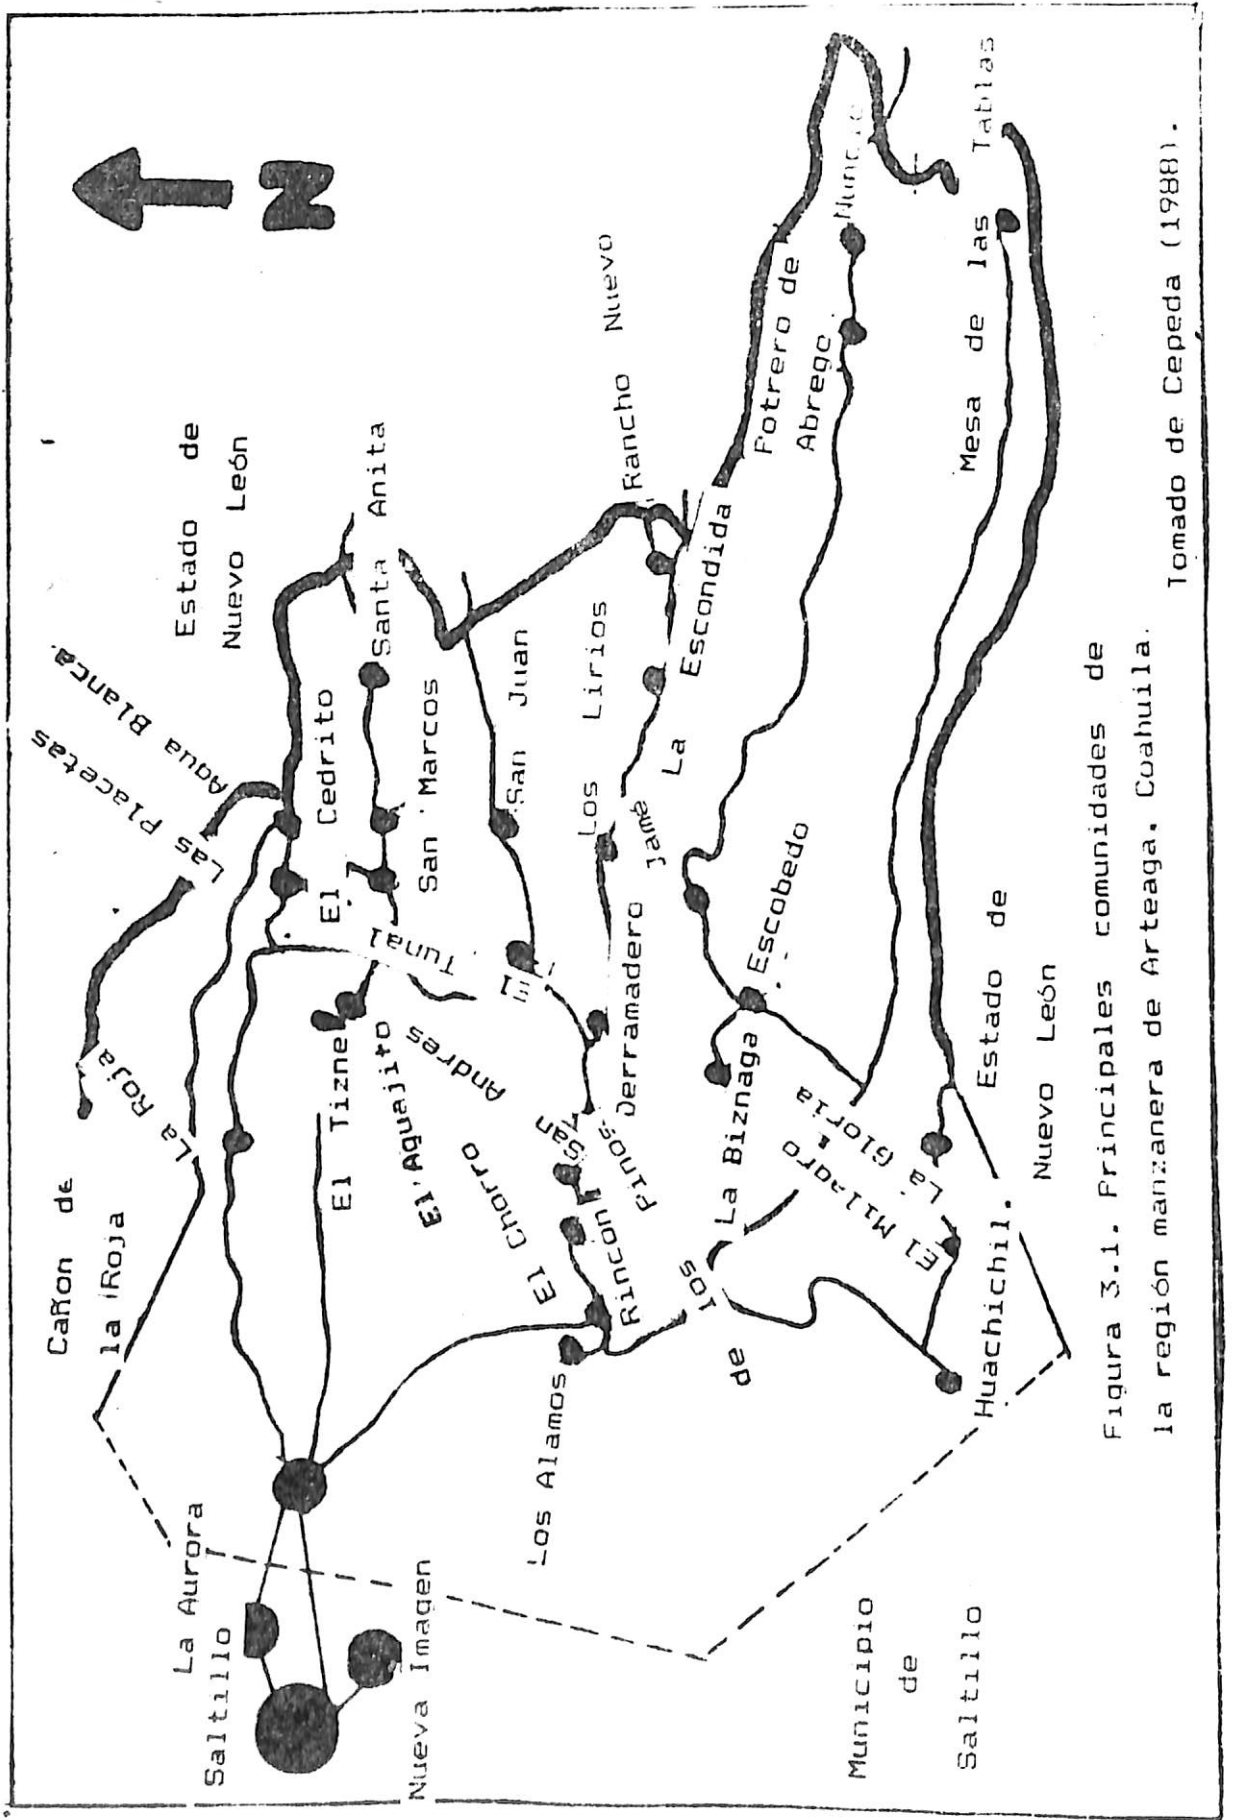 N
Cañon de
la Roja
Las Placetas
Agua Blanca.
Estado de
Nuevo León
La Roja
La Aurora
Saltillo
Nueva Imagen
El Cedrito
Santa Anita
San Marcos
El Tunal
El Tizne
El Aguajito
San Juan
San Andres
El Chorro
Rancho Nuevo
Los Lirios
Los Alamos
Rincon de los Pinos.
Derramadero
Jamé
La Escondida
Potrero de
Abrego.
Escobedo
La Biznaga
Mesa de las Tablas
La Gloria
El Milagro
Huachichil.
Estado de
Nuevo León
Municipio
de
Saltillo
Figura 3.1. Principales comunidades de
la región manzanera de Arteaga. Coahuila.
Tomado de Cepeda (1988).